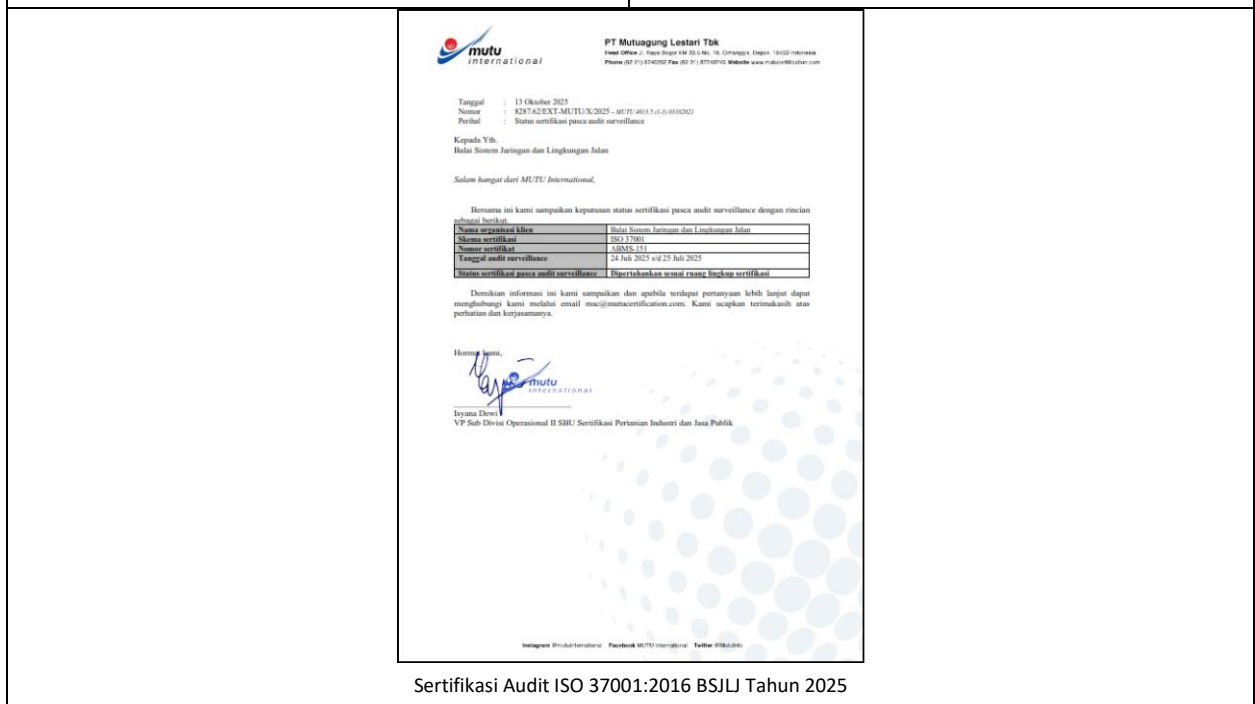 mutu
international
PT Mutuagung Lestari Tbk
Head Office Jl. Raya Bogor KM 33.5 No. 19, Cimanggis, Depok, 16453 Indonesia
Phone (62 21) 8740202 Fax (62 21) 87740745 Website www.mutucertification.com
Tanggal : 13 Oktober 2025
Nomor : 8287.62/EXT-MUTU/X/2025 - MUTU 4013.5 (1-3) 03102021
Perihal : Status sertifikasi pasca audit surveillance
Kepada Yth.
Balai Sistem Jaringan dan Lingkungan Jalan
Salam hangat dari MUTU International,
Bersama ini kami sampaikan keputusan status sertifikasi pasca audit surveillance dengan rincian
sebagai berikut.
Nama organisasi klien Balai Sistem Jaringan dan Lingkungan Jalan
Skema sertifikasi ISO 37001
Nomor sertifikat ABMS-151
Tanggal audit surveillance 24 Juli 2025 s/d 25 Juli 2025
Status sertifikasi pasca audit surveillance Dipertahankan sesuai ruang lingkup sertifikasi
Demikian informasi ini kami sampaikan dan apabila terdapat pertanyaan lebih lanjut dapat
menghubungi kami melalui email msc@mutucertification.com. Kami ucapkan terimakasih atas
perhatian dan kerjasamanya.
Hormat kami,
mutu
international
Isyana Dewi
VP Sub Divisi Operasional II SBU Sertifikasi Pertanian Industri dan Jasa Publik
Instagram @mutuinternational Facebook MUTU International Twitter
Sertifikasi Audit ISO 37001:2016 BSJLJ Tahun 2025